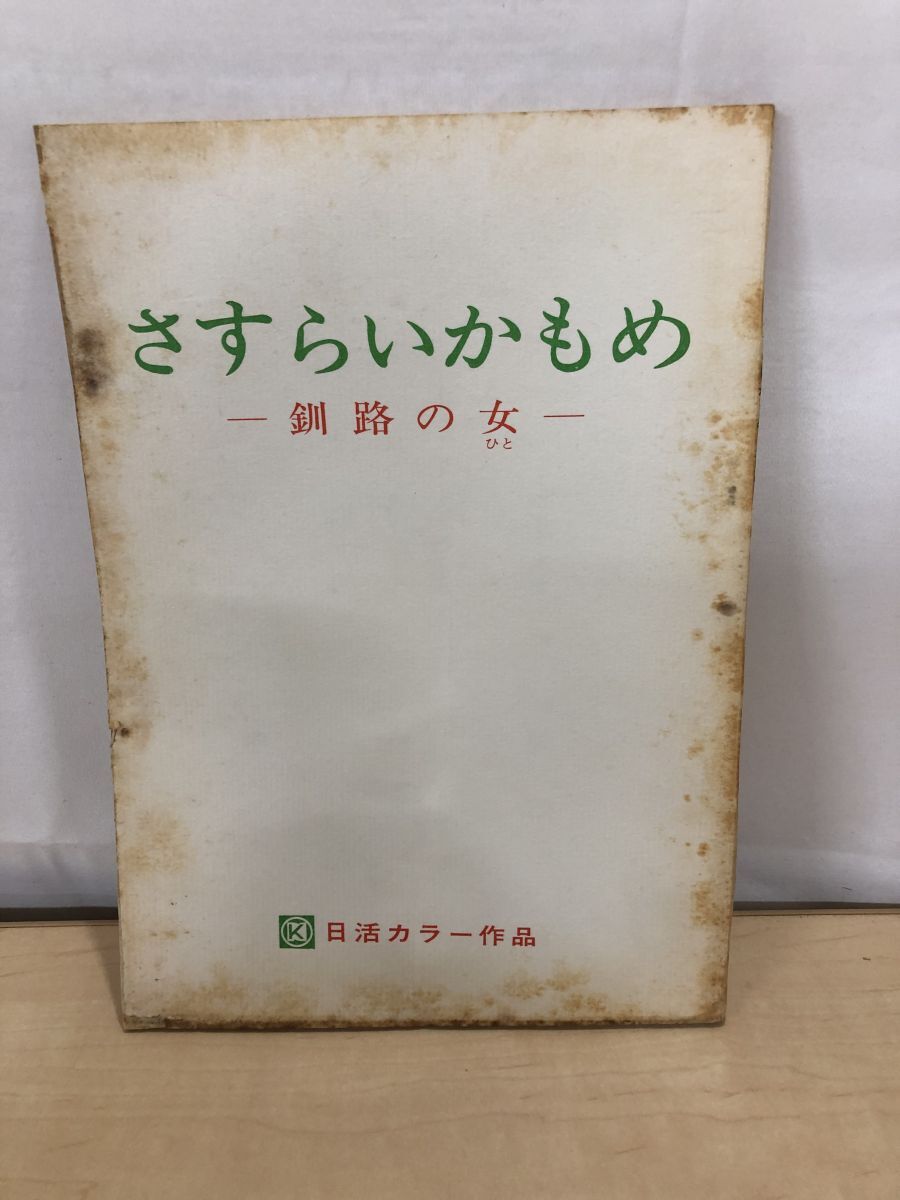 さすらいかもめ
—釧路の女—
ひと
K 日活カラー作品